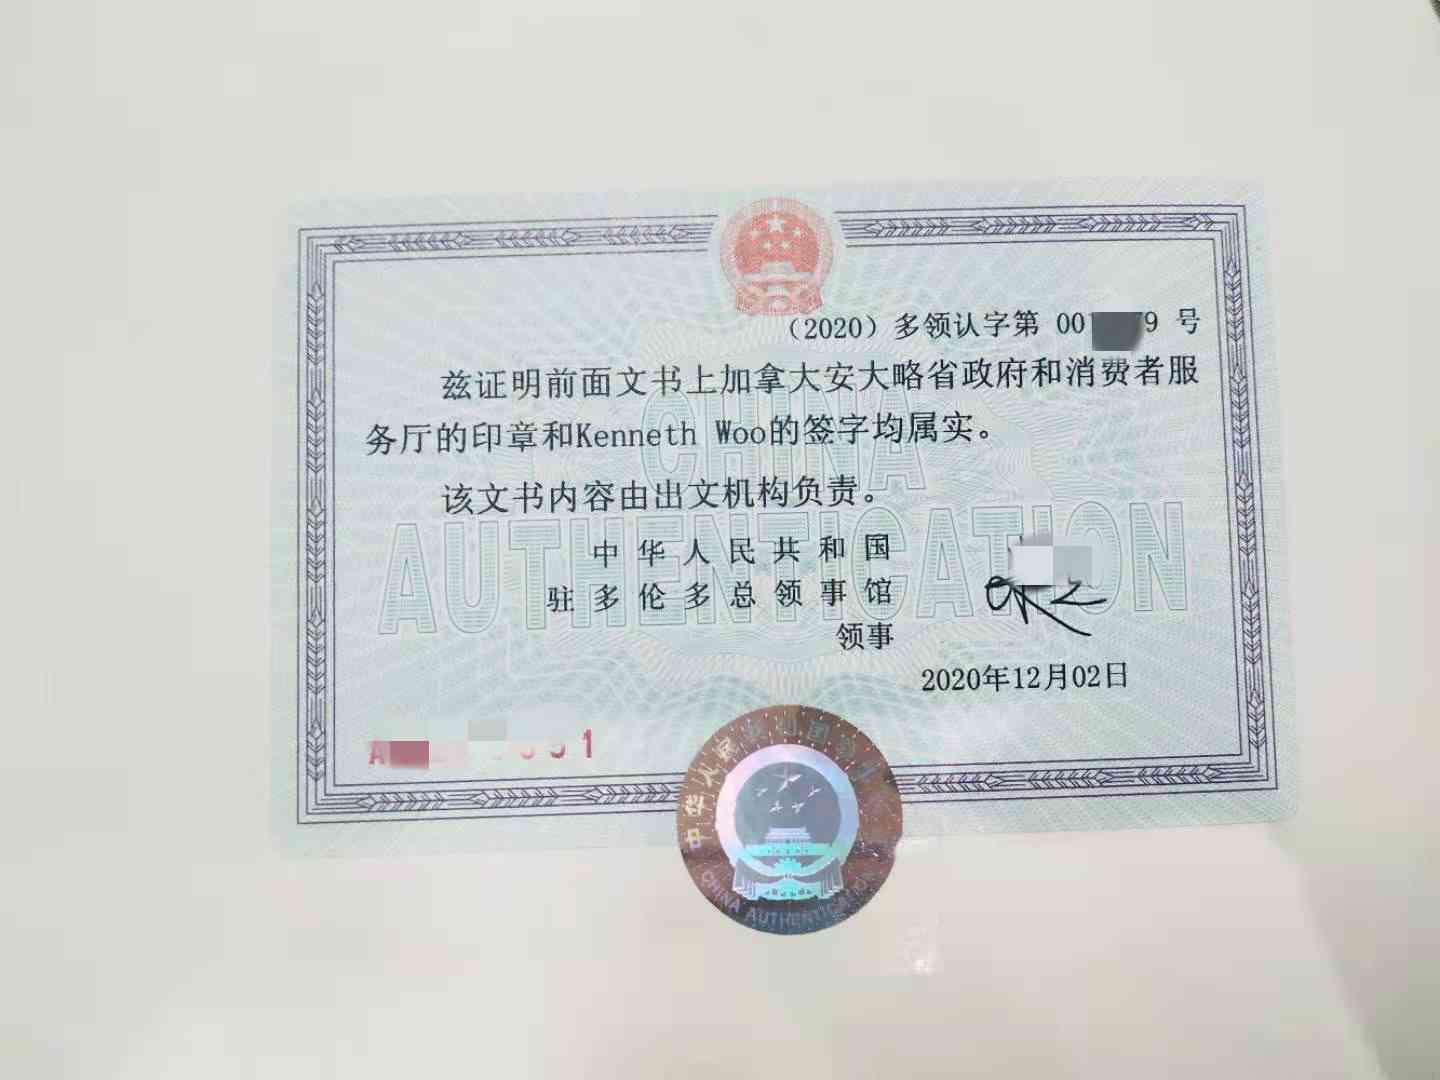 (2020)多领认字第 001 79 号
兹证明前面文书上加拿大安大略省政府和消费者服
务厅的印章和Kenneth Woo的签字均属实。
该文书内容由出文机构负责。
CHINA
AUTHENTICATION
中华人民共和国
驻多伦多总领事馆
领事
2020年12月02日
A 1
CHINA AUTHENTICATION